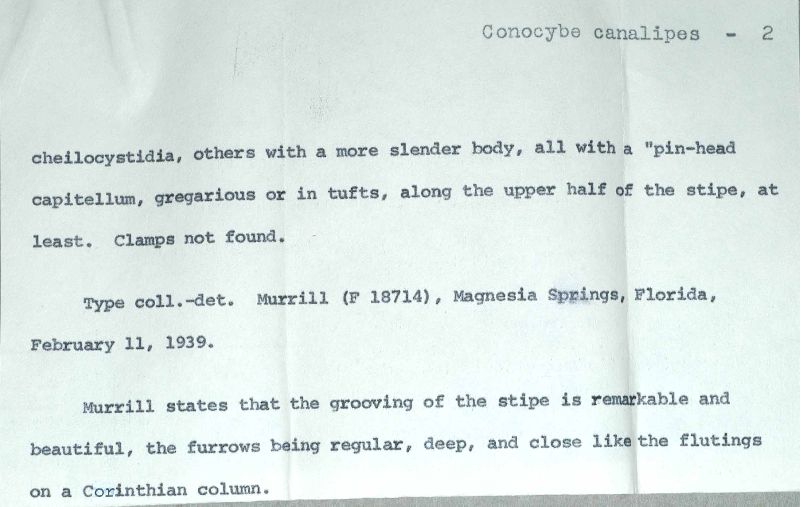 Conocybe canalipes - 2
cheilocystidia, others with a more slender body, all with a "pin-head
capitellum, gregarious or in tufts, along the upper half of the stipe, at
least. Clamps not found.
Type coll.-det. Murrill (F 18714), Magnesia Springs, Florida,
February 11, 1939.
Murrill states that the grooving of the stipe is remarkable and
beautiful, the furrows being regular, deep, and close like the flutings
on a Corinthian column.